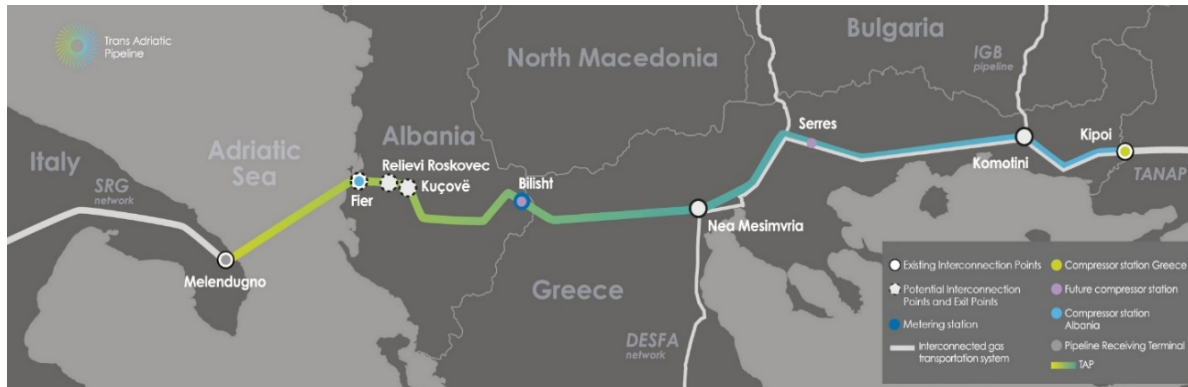 Trans Adriatic
Pipeline
North Macedonia
Bulgaria
IGB
pipeline
Italy
SRG
network
Adriatic
Sea
Albania
Relievi Roskovec
Kuçovë
Fier
Bilisht
Serres
Kipoi
Komotini
TANAP
Nea Mesimvria
Melendugno
Greece
DESFA
network
Existing Interconnection Points
Potential Interconnection
Points and Exit Points
Metering station
Interconnected gas
transportation system
Compressor station Greece
Future compressor station
Compressor station
Albania
Pipeline Receiving Terminal
TAP